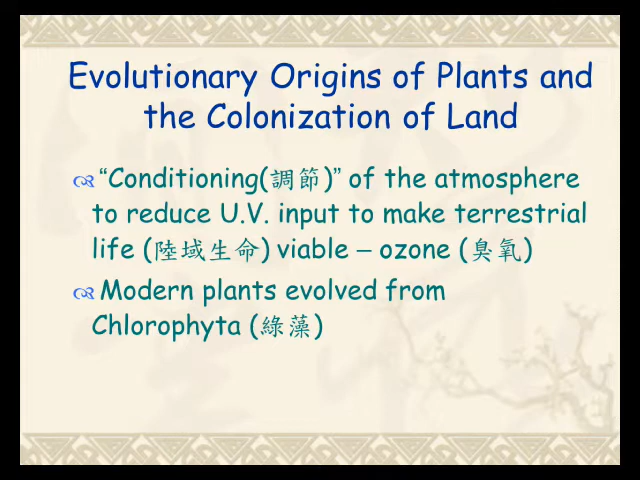 Evolutionary Origins of Plants and
the Colonization of Land
“Conditioning(調節)” of the atmosphere
to reduce U.V. input to make terrestrial
life (陸域生命) viable – ozone (臭氧)
Modern plants evolved from
Chlorophyta (綠藻)